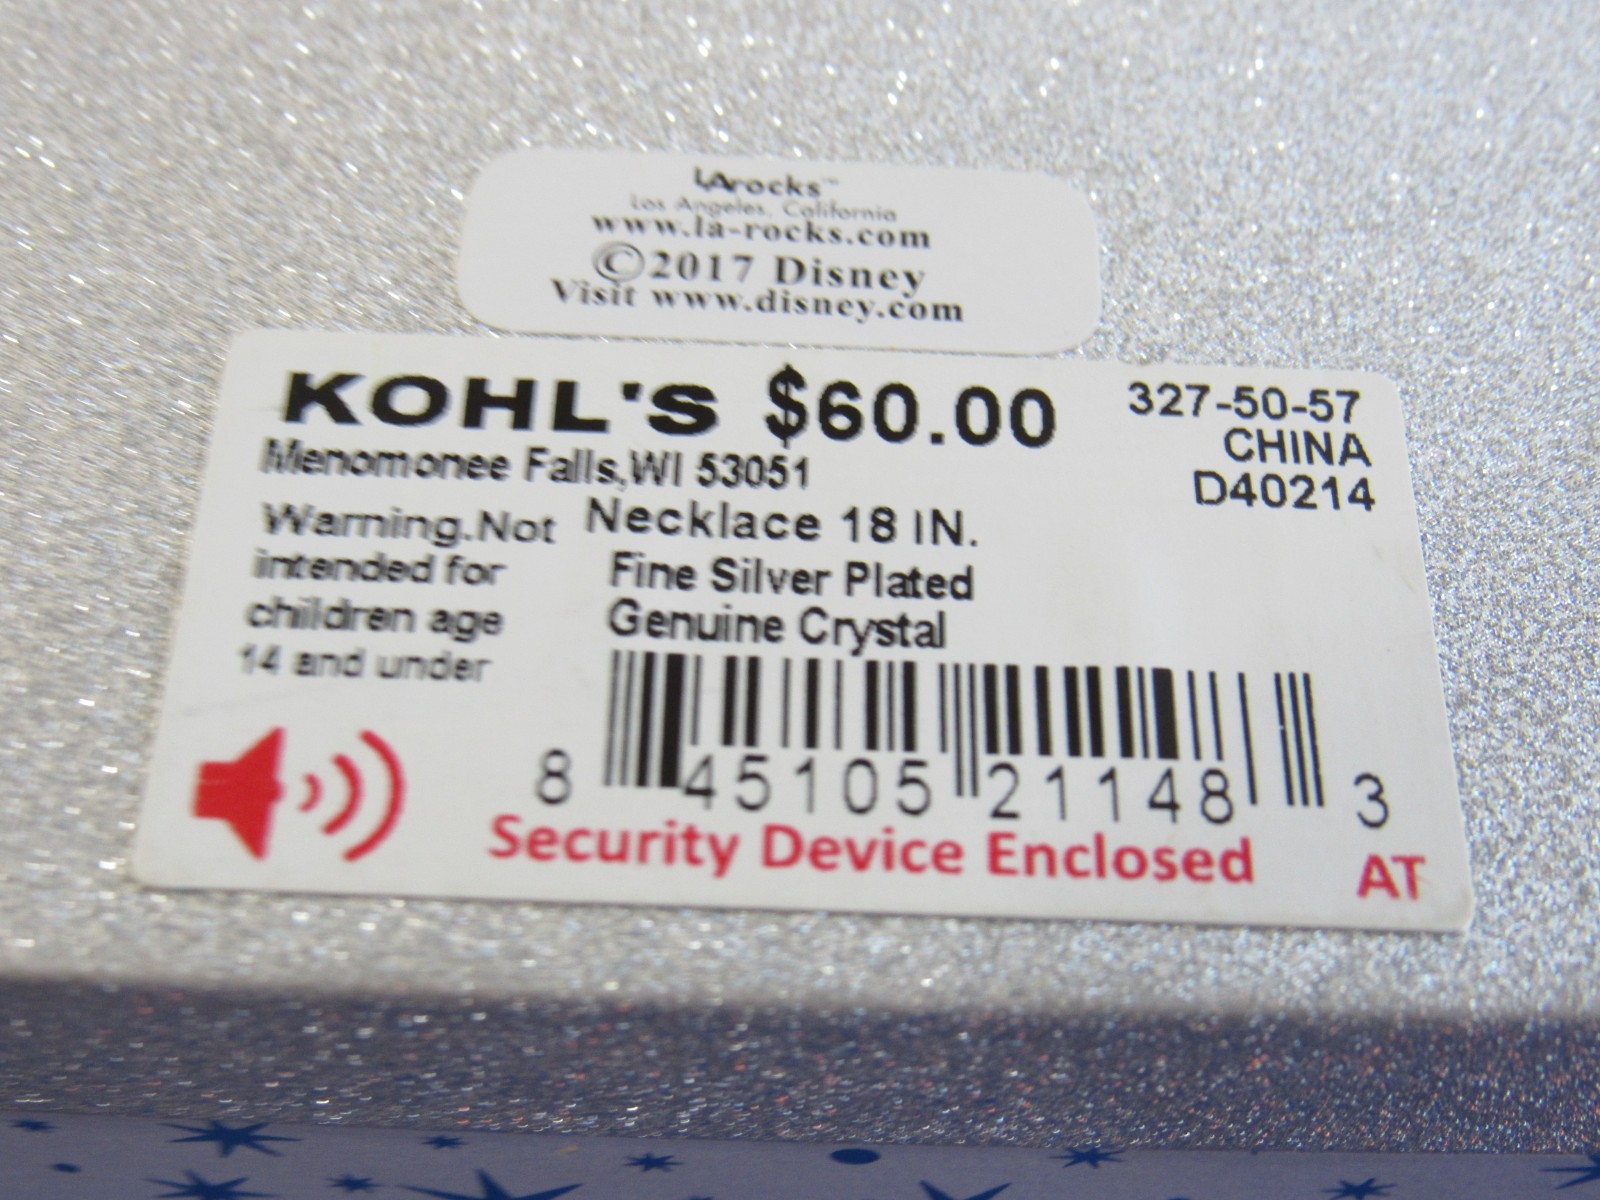 LArocks™
Los Angeles, California
www.la-rocks.com
©2017 Disney
Visit www.disney.com
KOHL'S $60.00
327-50-57
Menomonee Falls,WI 53051
CHINA
D40214
Warning.Not
intended for
children age
14 and under
Necklace 18 IN.
Fine Silver Plated
Genuine Crystal
8 45105 21148 3
Security Device Enclosed AT